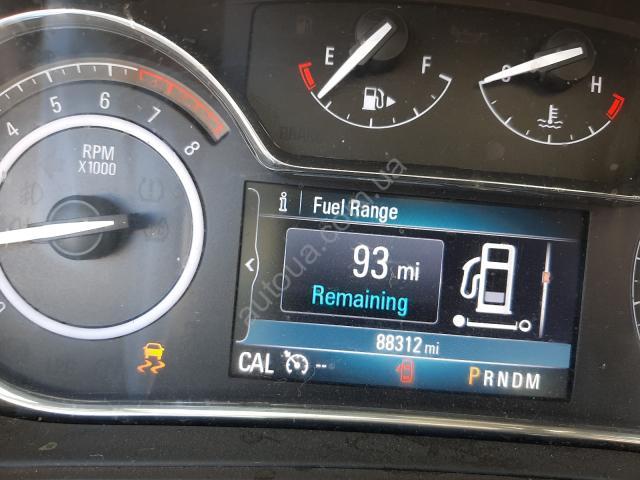 E
F
C
H
4
5
6
7
8
RPM
X1000
i Fuel Range
93 mi
Remaining
88312 mi
CAL
--
PRNDM
autoua.com.ua